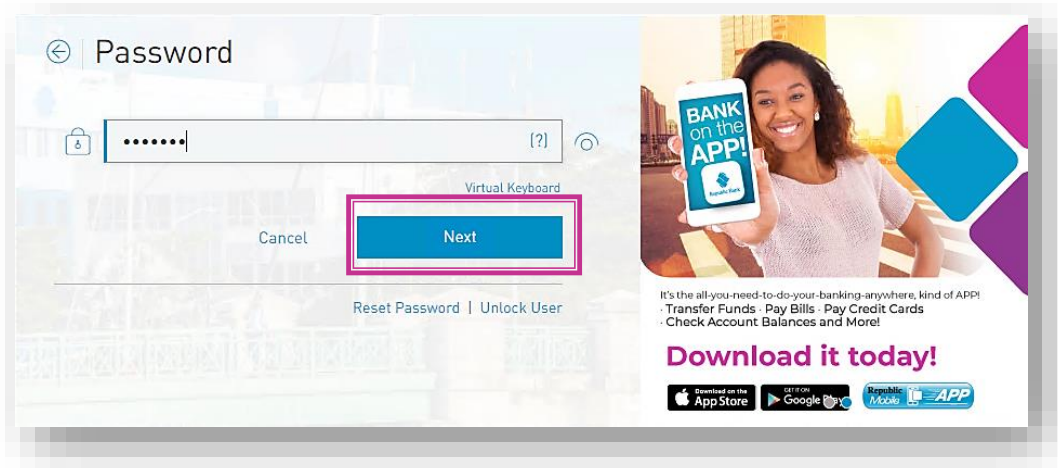 Password
•••••••
[?]
Virtual Keyboard
Cancel
Next
Reset Password | Unlock User
BANK
on the
APP!
Republic Bank
It's the all-you-need-to-do-your-banking-anywhere, kind of APP!
· Transfer Funds · Pay Bills · Pay Credit Cards
· Check Account Balances and More!
Download it today!
Download on the
App Store
GET IT ON
Google Play
Republic
Mobile APP